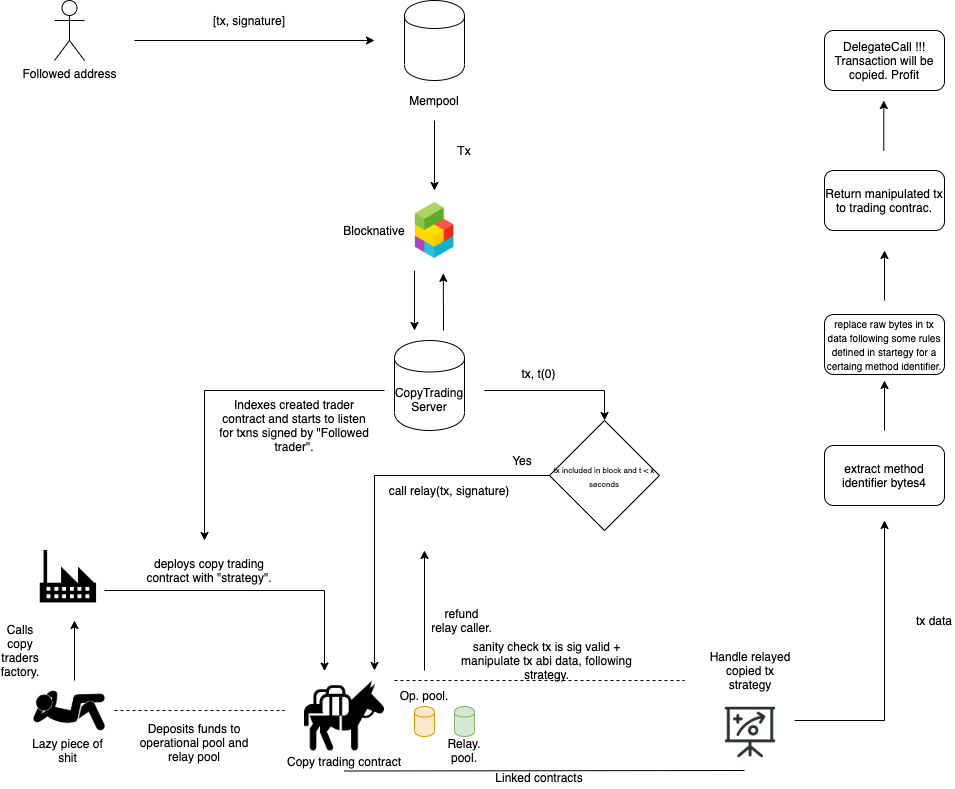 [tx, signature]
Followed address
Mempool
Tx
Blocknative
CopyTrading
Server
tx, t(0)
Indexes created trader
contract and starts to listen
for txns signed by "Followed
trader".
Yes
tx included in block and t < x
seconds
call relay(tx, signature)
deploys copy trading
contract with "strategy".
Calls
copy
traders
factory.
refund
relay caller.
sanity check tx is sig valid +
manipulate tx abi data, following
strategy.
Lazy piece of
shit
Deposits funds to
operational pool and
relay pool
Op. pool.
Relay.
pool.
Copy trading contract
Linked contracts
Handle relayed
copied tx
strategy
tx data
extract method
identifier bytes4
replace raw bytes in tx
data following some rules
defined in startegy for a
certaing method identifier.
Return manipulated tx
to trading contrac.
DelegateCall !!!
Transaction will be
copied. Profit